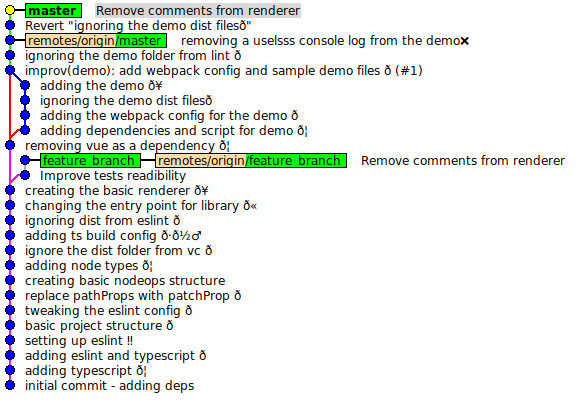 master Remove comments from renderer
Revert "ignoring the demo dist filesð"
remotes/origin/master removing a uselsss console log from the demo❌
ignoring the demo folder from lint ð
improv(demo): add webpack config and sample demo files ð (#1)
adding the demo ð¥
ignoring the demo dist filesð
adding the webpack config for the demo ð
adding dependencies and script for demo ð¦
removing vue as a dependency ð¦
feature_branch remotes/origin/feature_branch Remove comments from renderer
Improve tests readibility
creating the basic renderer ð¥
changing the entry point for library ð«
ignoring dist from eslint ð
adding ts build config ð·ð½♂
ignore the dist folder from vc ð
adding node types ð¦
creating basic nodeops structure
replace pathProps with patchProp ð
tweaking the eslint config ð
basic project structure ð
setting up eslint ‼
adding eslint and typescript ð
adding typescript ð¦
initial commit - adding deps